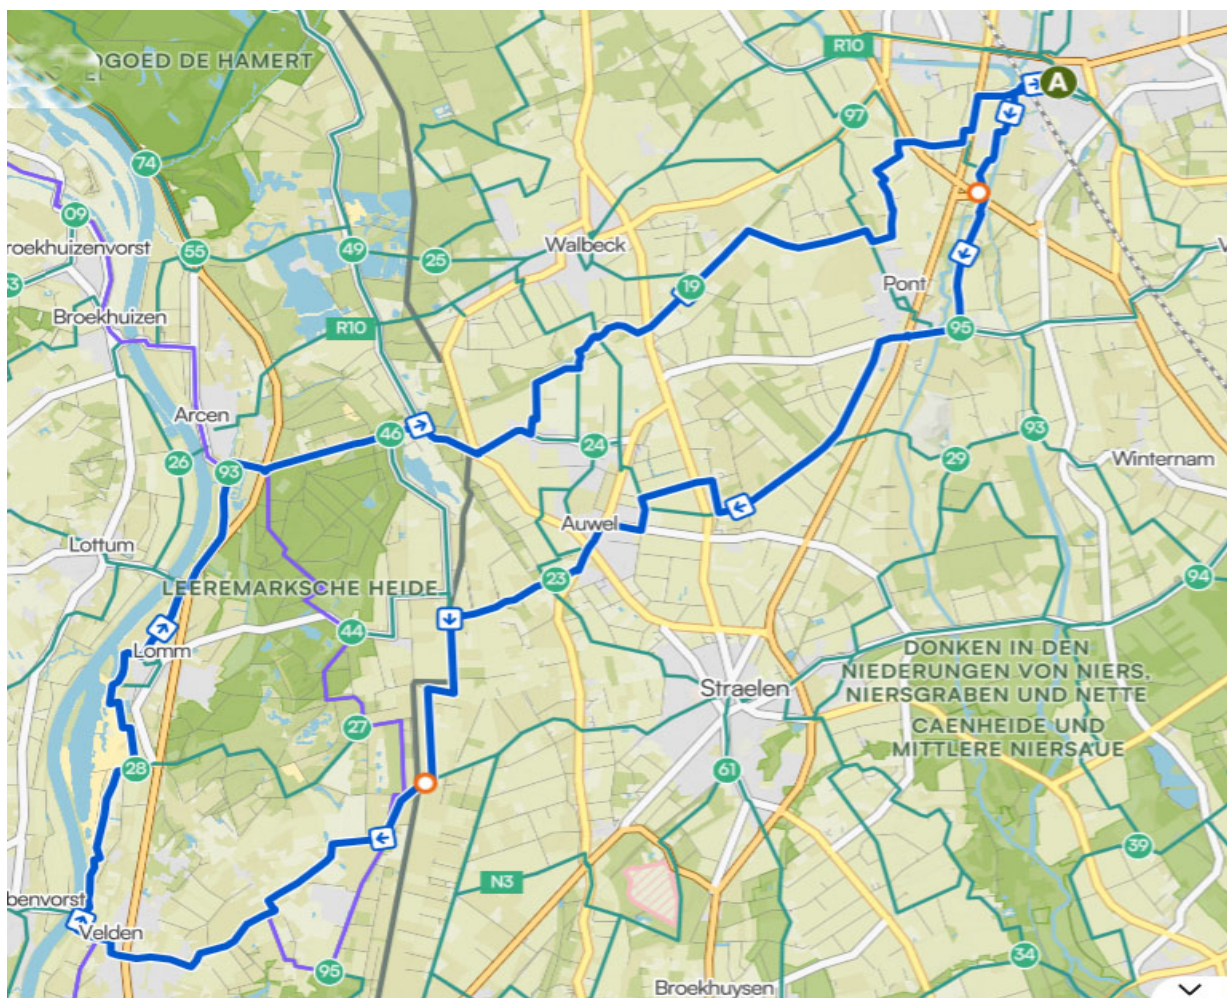 DGOED DE HAMERT
R10
A
97
74
09
roekhuizenvorst
55
49
25
Walbeck
19
Pont
Broekhuizen
R10
95
Arcen
46
24
93
26
93
29
Winternam
Auwel
Lottum
23
94
LEEREMARKSCHE HEIDE
44
Lomm
DONKEN IN DEN
NIEDERUNGEN VON NIERS,
NIERSGRABEN UND NETTE
Straelen
CAENHEIDE UND
MITTLERE NIERSAUE
27
28
61
39
N3
benvorst
Velden
95
34
Broekhuysen